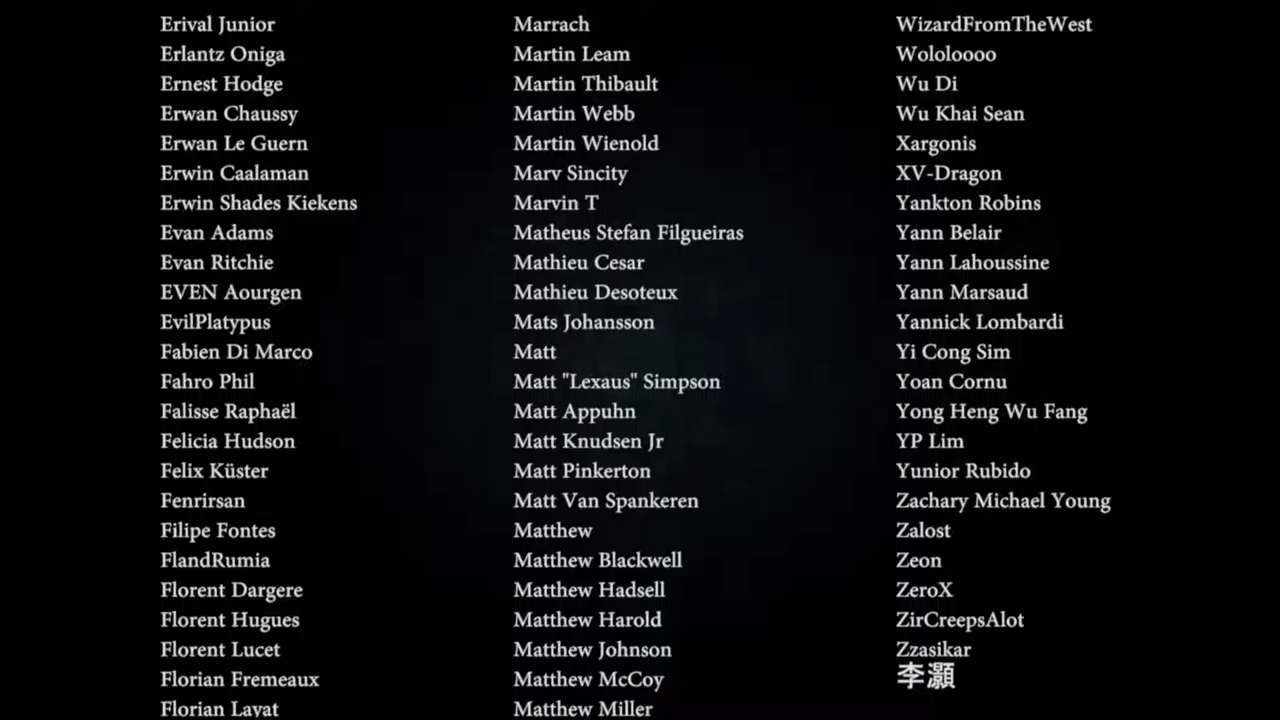 Erival Junior
Erlantz Oniga
Ernest Hodge
Erwan Chaussy
Erwan Le Guern
Erwin Caalaman
Erwin Shades Kiekens
Evan Adams
Evan Ritchie
EVEN Aourgen
EvilPlatypus
Fabien Di Marco
Fahro Phil
Falisse Raphaël
Felicia Hudson
Felix Küster
Fenrirsan
Filipe Fontes
FlandRumia
Florent Dargere
Florent Hugues
Florent Lucet
Florian Fremeaux
Florian Layat
Marrach
Martin Leam
Martin Thibault
Martin Webb
Martin Wienold
Marv Sincity
Marvin T
Matheus Stefan Filgueiras
Mathieu Cesar
Mathieu Desoteux
Mats Johansson
Matt
Matt "Lexaus" Simpson
Matt Appuhn
Matt Knudsen Jr
Matt Pinkerton
Matt Van Spankeren
Matthew
Matthew Blackwell
Matthew Hadsell
Matthew Harold
Matthew Johnson
Matthew McCoy
Matthew Miller
WizardFromTheWest
Wololoooo
Wu Di
Wu Khai Sean
Xargonis
XV-Dragon
Yankton Robins
Yann Belair
Yann Lahoussine
Yann Marsaud
Yannick Lombardi
Yi Cong Sim
Yoan Cornu
Yong Heng Wu Fang
YP Lim
Yunior Rubido
Zachary Michael Young
Zalost
Zeon
ZeroX
ZirCreepsAlot
Zzasikar
李灝